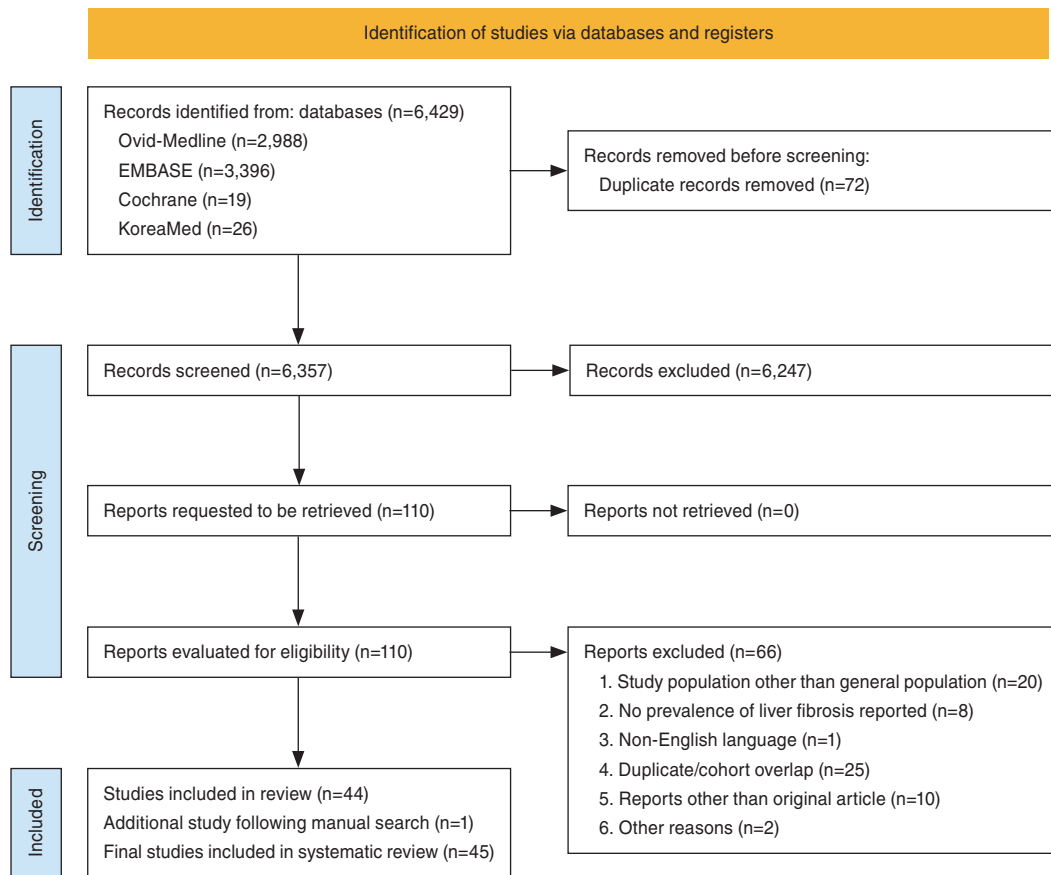 Identification of studies via databases and registers
Identification
Records identified from: databases (n=6,429)
Ovid-Medline (n=2,988)
EMBASE (n=3,396)
Cochrane (n=19)
KoreaMed (n=26)
Records removed before screening:
Duplicate records removed (n=72)
Screening
Records screened (n=6,357)
Records excluded (n=6,247)
Reports requested to be retrieved (n=110)
Reports not retrieved (n=0)
Reports evaluated for eligibility (n=110)
Reports excluded (n=66)
1. Study population other than general population (n=20)
2. No prevalence of liver fibrosis reported (n=8)
3. Non-English language (n=1)
4. Duplicate/cohort overlap (n=25)
5. Reports other than original article (n=10)
6. Other reasons (n=2)
Included
Studies included in review (n=44)
Additional study following manual search (n=1)
Final studies included in systematic review (n=45)